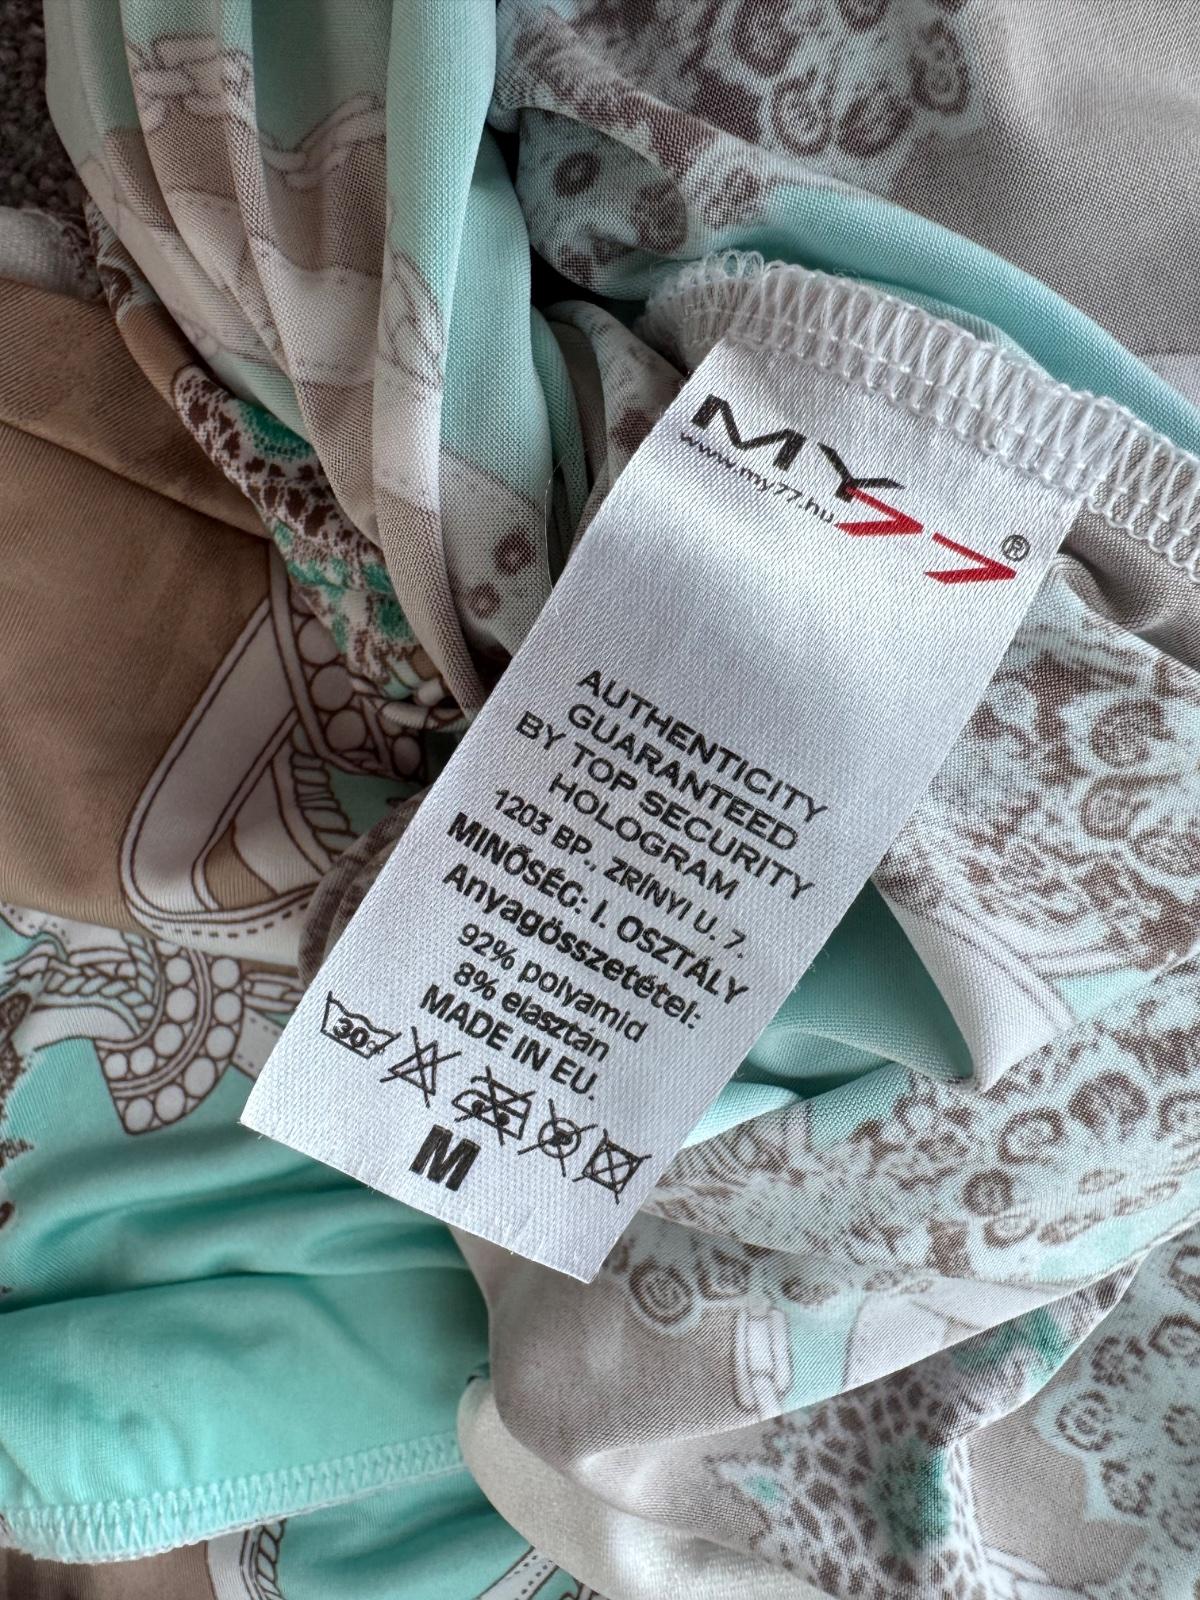 MY77®
www.my77.hu
AUTHENTICITY
GUARANTEED
BY TOP SECURITY
HOLOGRAM
1203 BP., ZRÍNYI U. 7.
MINŐSÉG: I. OSZTÁLY
Anyagösszetétel:
92% polyamid
8% elasztán
MADE IN EU.
30°C P
M